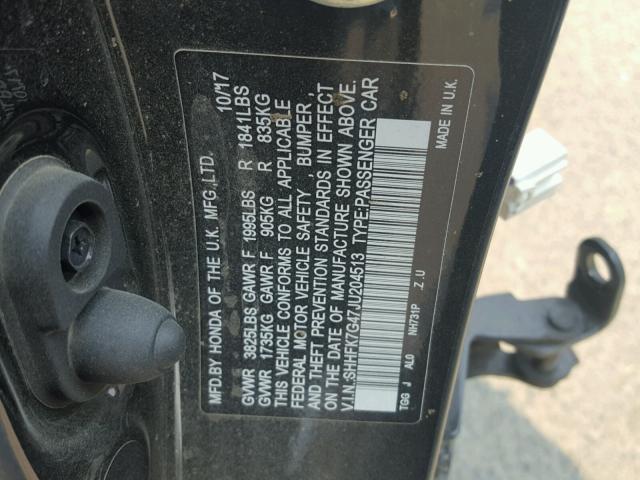 MFD.BY HONDA OF THE U.K. MFG.,LTD. 10/17
GVWR 3825LBS GAWR F 1995LBS R 1841LBS
GVWR 1735KG GAWR F 905KG R 835KG
THIS VEHICLE CONFORMS TO ALL APPLICABLE
FEDERAL MOTOR VEHICLE SAFETY , BUMPER,
AND THEFT PREVENTION STANDARDS IN EFFECT
ON THE DATE OF MANUFACTURE SHOWN ABOVE.
V.I.N. :SHHFK7G47JU204513 TYPE:PASSENGER CAR
NH731P .Z.U MADE IN U.K.
TGG J AL0